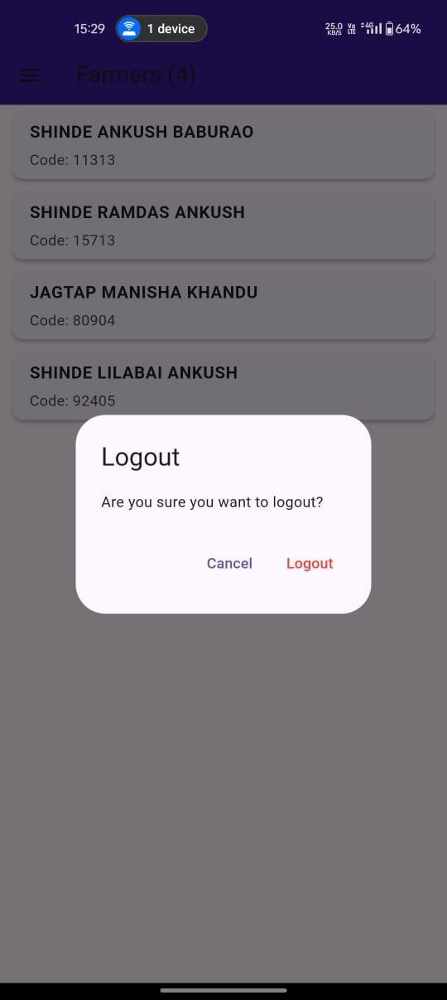 15:29 1 device 25.0 KB/S Vo LTE 4G 64%
Farmers (4)
SHINDE ANKUSH BABURAO
Code: 11313
SHINDE RAMDAS ANKUSH
Code: 15713
JAGTAP MANISHA KHANDU
Code: 80904
SHINDE LILABAI ANKUSH
Code: 92405
Logout
Are you sure you want to logout?
Cancel Logout